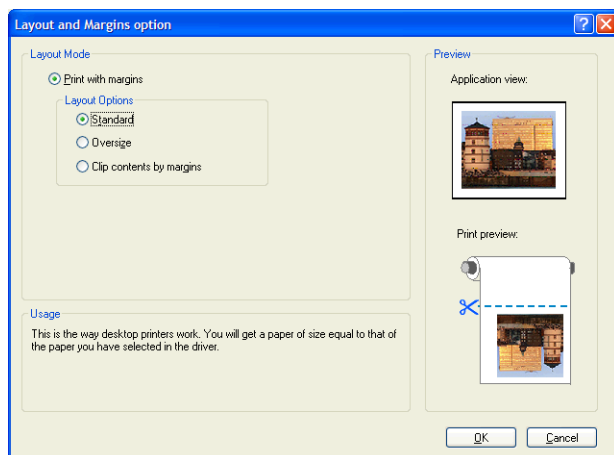 Layout and Margins option
Layout Mode
Print with margins
Layout Options
Standard
Oversize
Clip contents by margins
Usage
This is the way desktop printers work. You will get a paper of size equal to that of
the paper you have selected in the driver.
Preview
Application view:
Print preview:
OK
Cancel